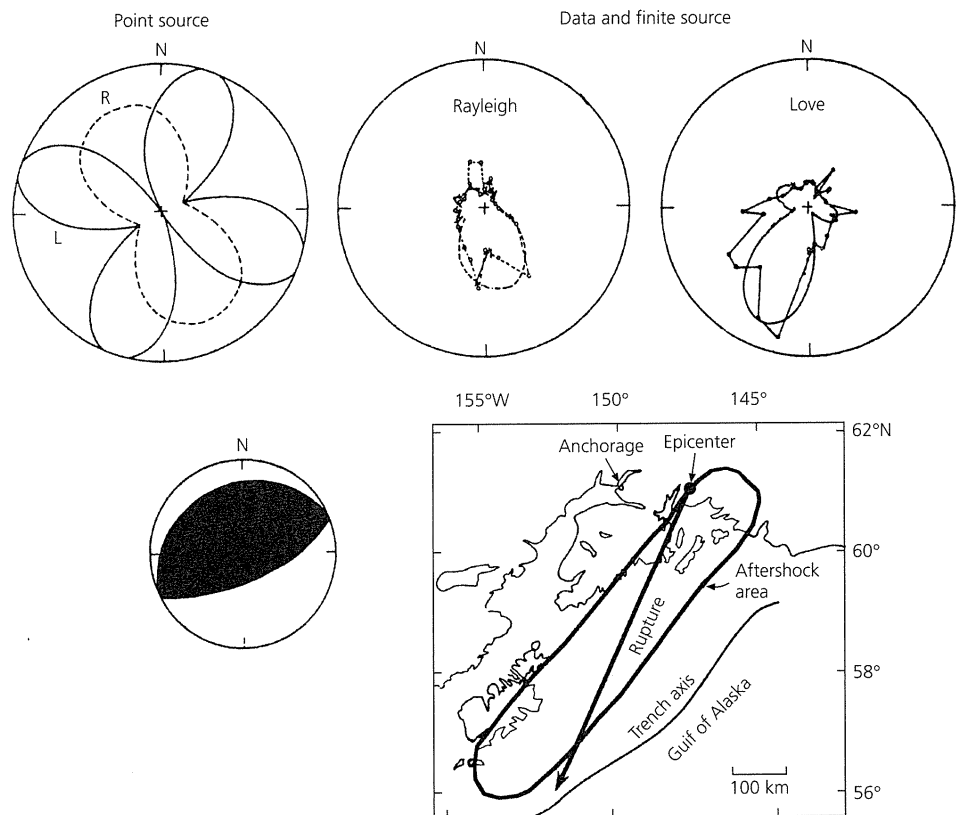 Point source
Data and finite source
N
R
L
N
Rayleigh
N
Love
N
155°W 150° 145°
62°N
Anchorage
Epicenter
60°
Aftershock
area
Rupture
58°
Trench axis
Gulf of Alaska
100 km
56°